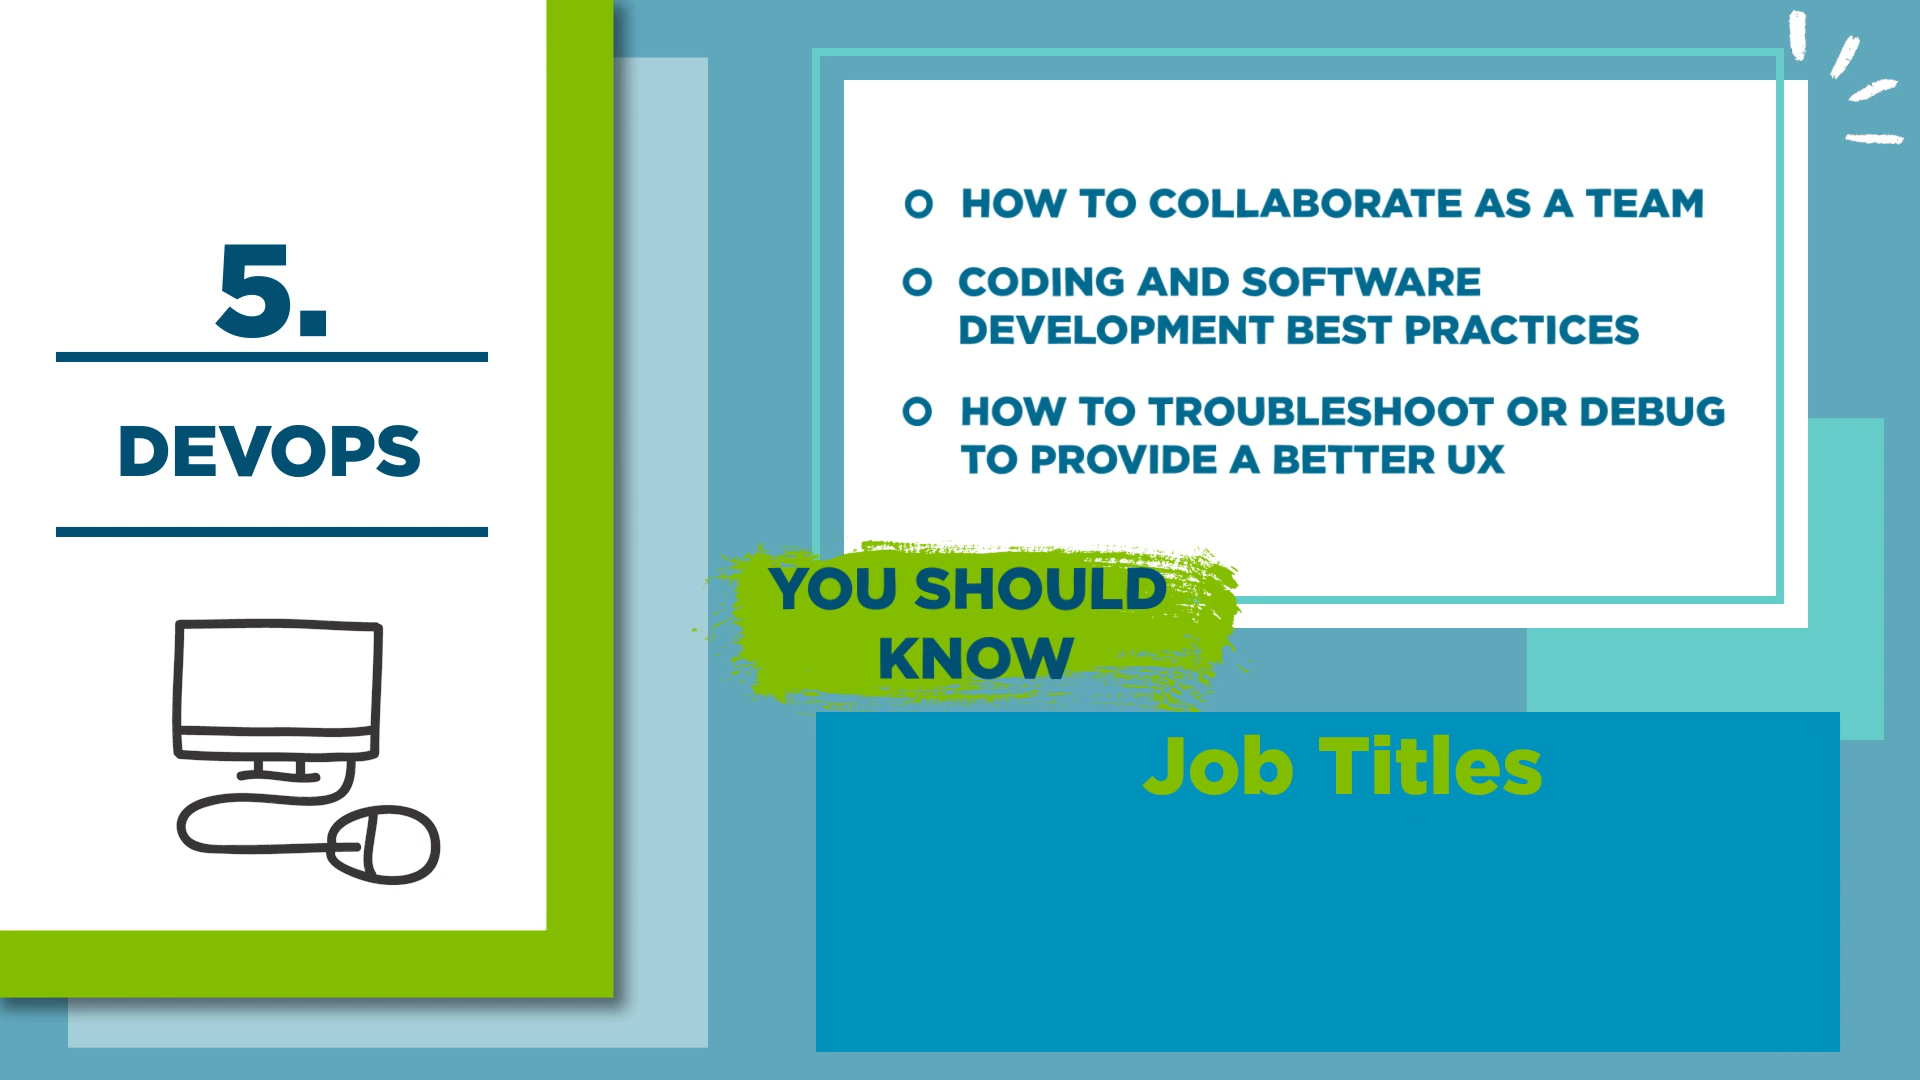 5.
DEVOPS
HOW TO COLLABORATE AS A TEAM
CODING AND SOFTWARE
DEVELOPMENT BEST PRACTICES
HOW TO TROUBLESHOOT OR DEBUG
TO PROVIDE A BETTER UX
YOU SHOULD
KNOW
Job Titles